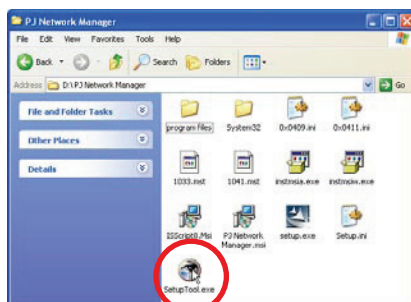 PJ Network Manager
File Edit View Favorites Tools Help
Back Search Folders
Address D:\PJ Network Manager Go
File and Folder Tasks
Other Places
Details
program files System32 0x0409.ini 0x0411.ini
1033.mst 1041.mst instmsia.exe instmsiw.exe
ISScript8.Msi PJ Network Manager.msi setup.exe Setup.ini
SetupTool.exe